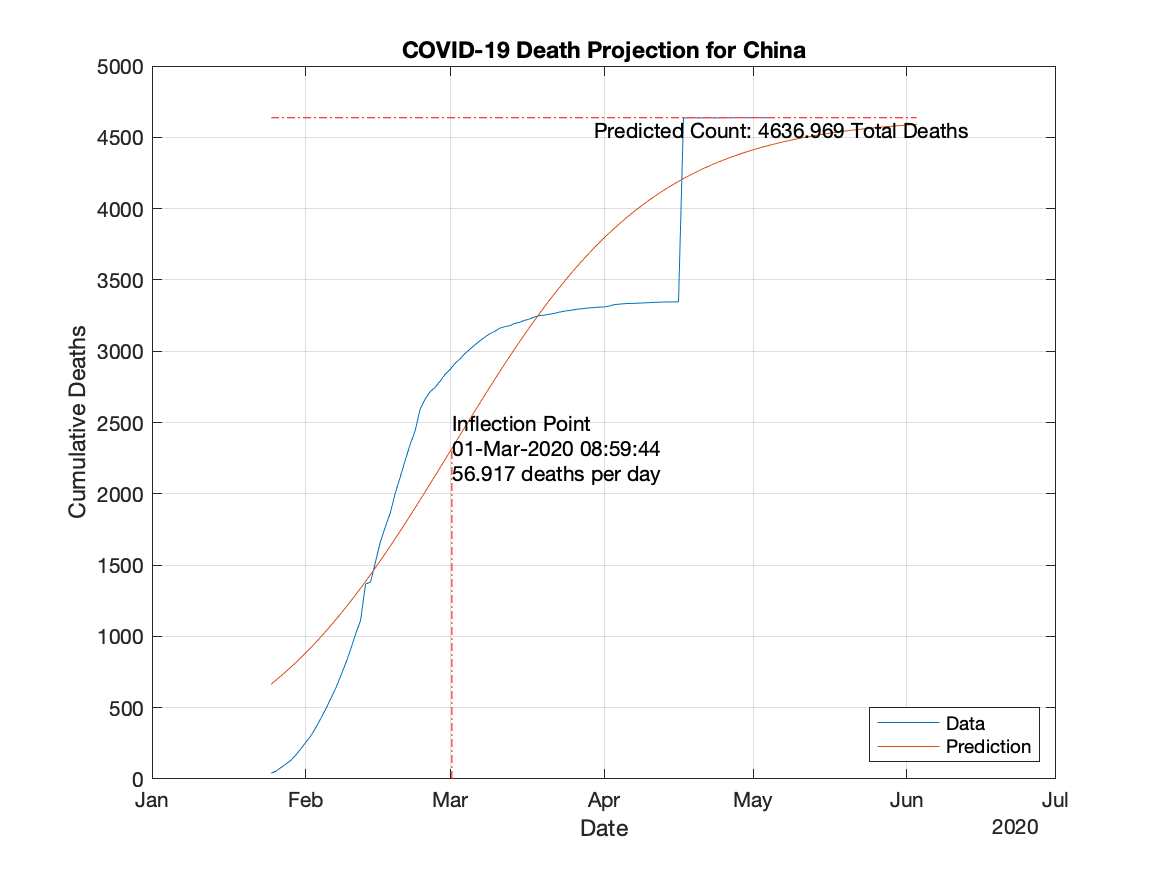 COVID-19 Death Projection for China
5000
4500
4000
3500
3000
2500
2000
1500
1000
500
0
Cumulative Deaths
Predicted Count: 4636.969 Total Deaths
Inflection Point
01-Mar-2020 08:59:44
56.917 deaths per day
Data
Prediction
Jan Feb Mar Apr May Jun Jul
Date
2020